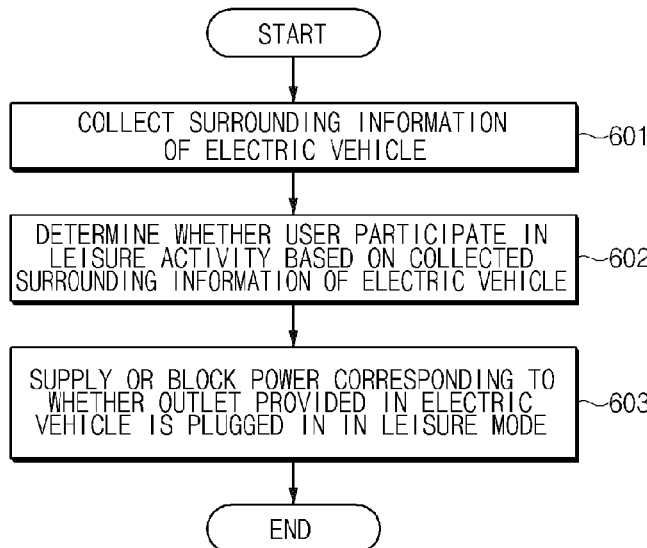 START
COLLECT SURROUNDING INFORMATION
OF ELECTRIC VEHICLE
601
DETERMINE WHETHER USER PARTICIPATE IN
LEISURE ACTIVITY BASED ON COLLECTED
SURROUNDING INFORMATION OF ELECTRIC VEHICLE
602
SUPPLY OR BLOCK POWER CORRESPONDING TO
WHETHER OUTLET PROVIDED IN ELECTRIC
VEHICLE IS PLUGGED IN IN LEISURE MODE
603
END